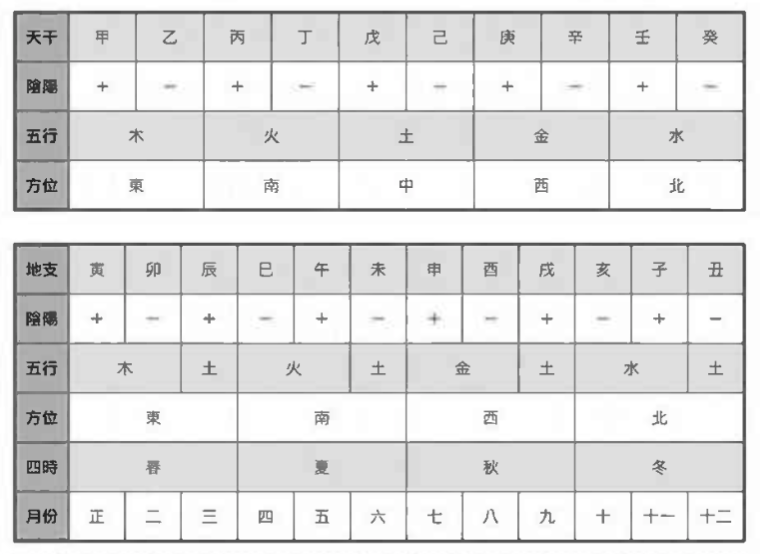 天干 甲 乙 丙 丁 戊 己 庚 辛 壬 癸
陰陽 + − + − + − + − + −
五行 木 火 土 金 水
方位 東 南 中 西 北
地支 寅 卯 辰 巳 午 未 申 酉 戌 亥 子 丑
陰陽 + − + − + − + − + − + −
五行 木 土 火 土 金 土 水 土
方位 東 南 西 北
四時 春 夏 秋 冬
月份 正 二 三 四 五 六 七 八 九 十 十一 十二